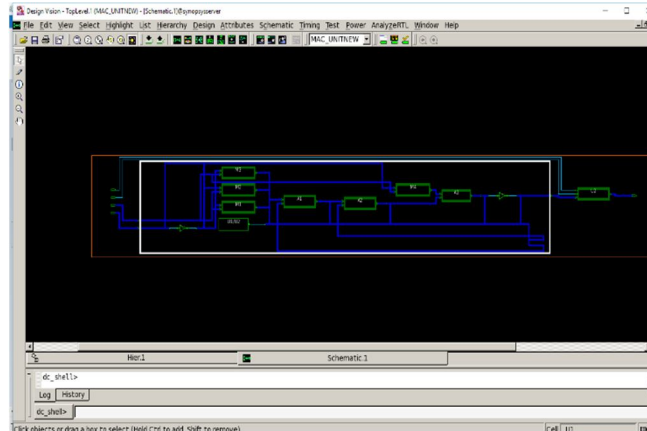 Design Vision - TopLevel.1 (MAC_UNITNEW) - [Schematic.1]@synopsysserver
File Edit View Select Highlight List Hierarchy Design Attributes Schematic Timing Test Power AnalyzeRTL Window Help
MAC_UNITNEW
Hier.1 Schematic.1
dc_shell>
Log History
dc_shell>
Click objects or drag a box to select (Hold Ctrl to add, Shift to remove) Cell